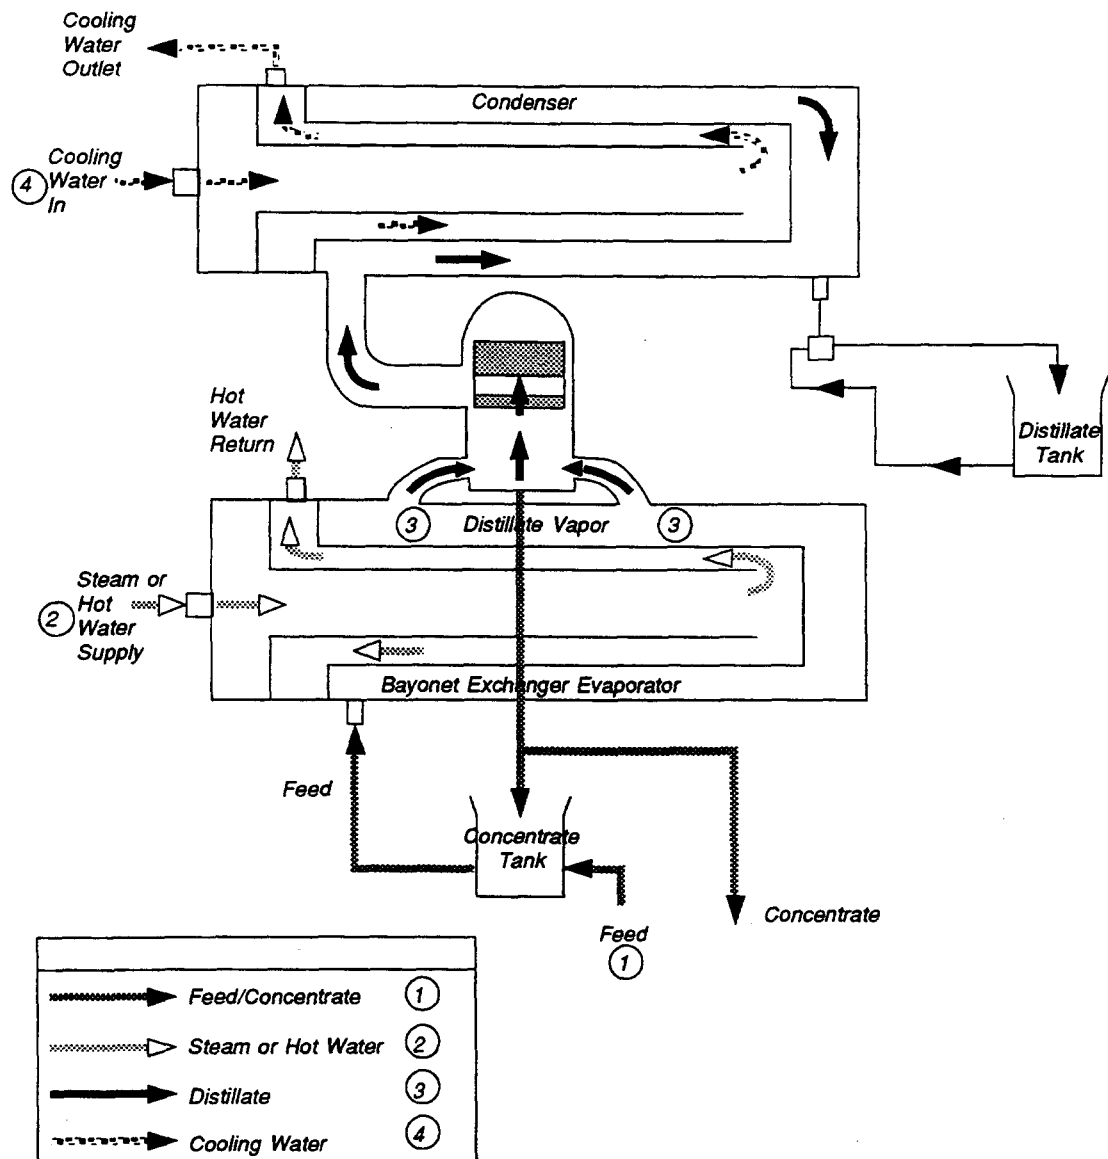 Cooling
Water
Outlet
Condenser
Cooling
Water
In
4
Hot
Water
Return
Distillate
Tank
3
Distillate Vapor
3
Steam or
Hot
Water
Supply
2
Bayonet Exchanger Evaporator
Feed
Concentrate
Tank
Concentrate
Feed
1
Feed/Concentrate 1
Steam or Hot Water 2
Distillate 3
Cooling Water 4